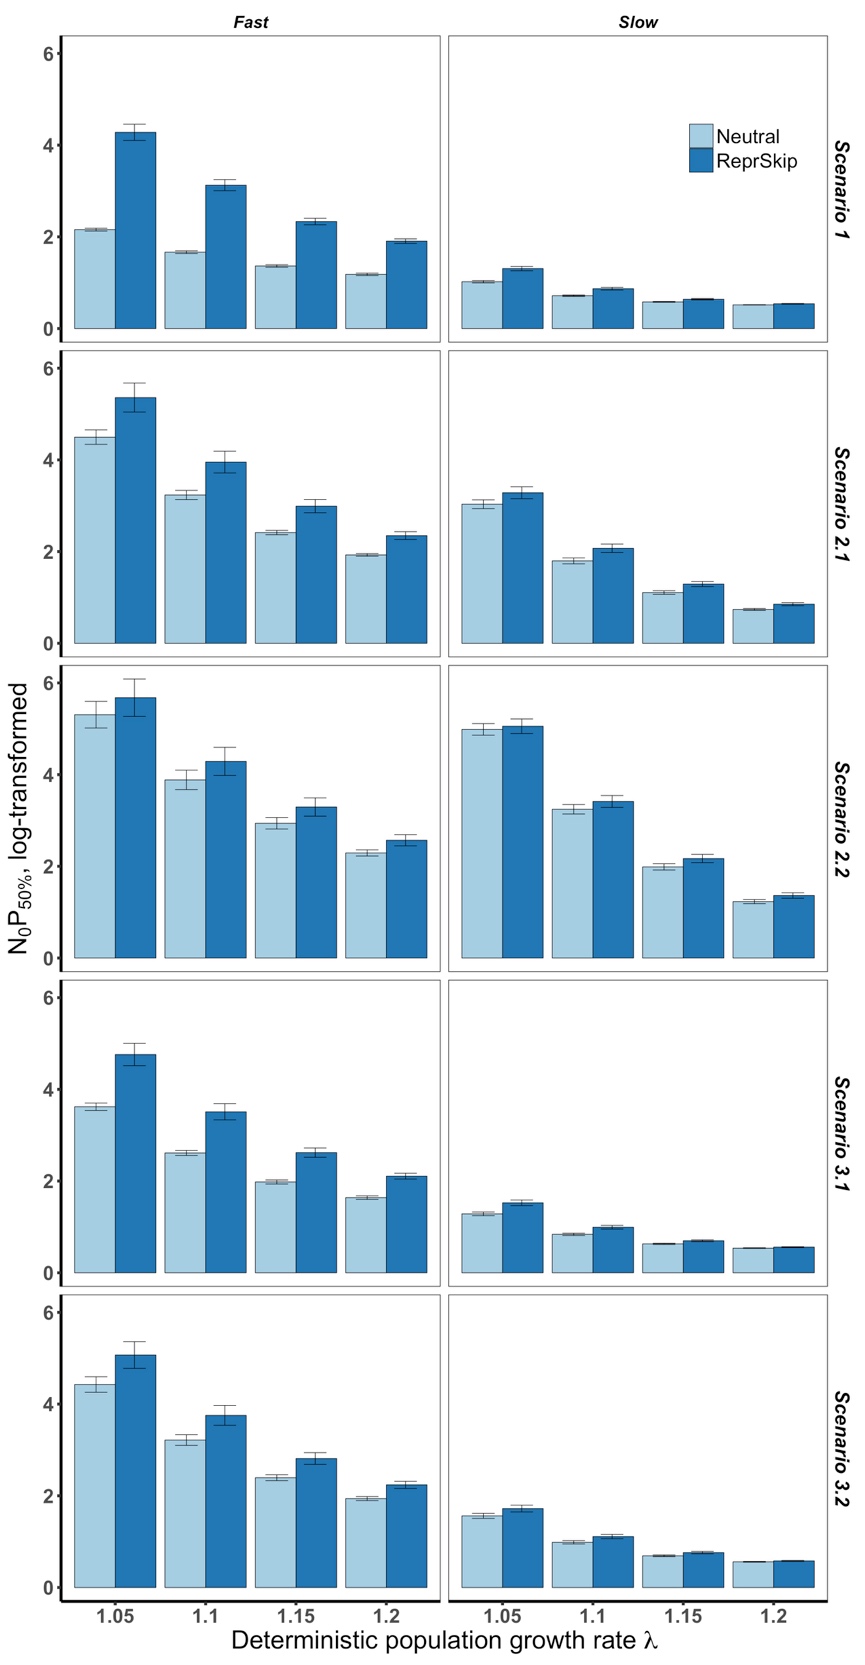 Fast Slow
6
4
2
0
Neutral
ReprSkip
Scenario 1
6
4
2
0
Scenario 2.1
6
4
2
0
Scenario 2.2
6
4
2
0
Scenario 3.1
6
4
2
0
Scenario 3.2
N0P50%, log-transformed
1.05 1.1 1.15 1.2 1.05 1.1 1.15 1.2
Deterministic population growth rate λ